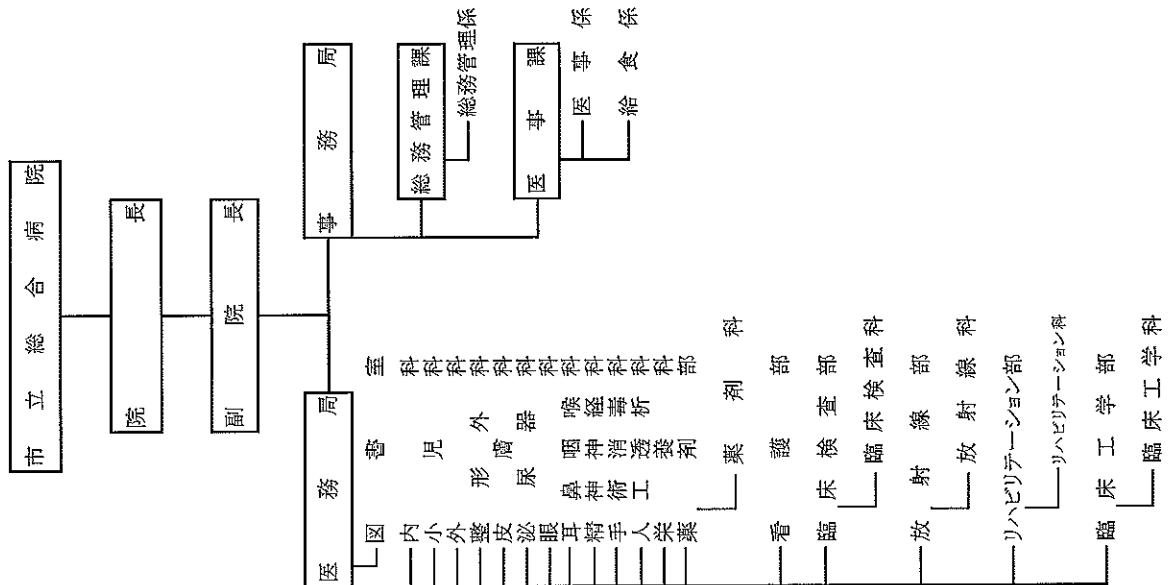 市立総合病院
院長
副院長
医務局
図書室
内科
小児科
外科
整形外科
皮膚科
泌尿器科
眼科
耳鼻咽喉科
精神神経科
手術消毒科
人工透析科
栄養科
薬剤部
薬剤科
看護部
臨床検査部
臨床検査科
放射線部
放射線科
リハビリテーション部
リハビリテーション科
臨床工学部
臨床工学科
事務局
総務管理課
総務管理係
医事課
医事係
給食係